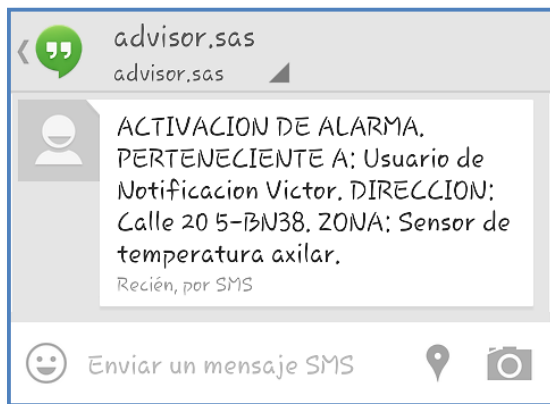 advisor.sas
advisor.sas
ACTIVACION DE ALARMA.
PERTENECIENTE A: Usuario de
Notificacion Victor. DIRECCION:
Calle 20 5-BN38. ZONA: Sensor de
temperatura axilar.
Recién, por SMS
Enviar un mensaje SMS